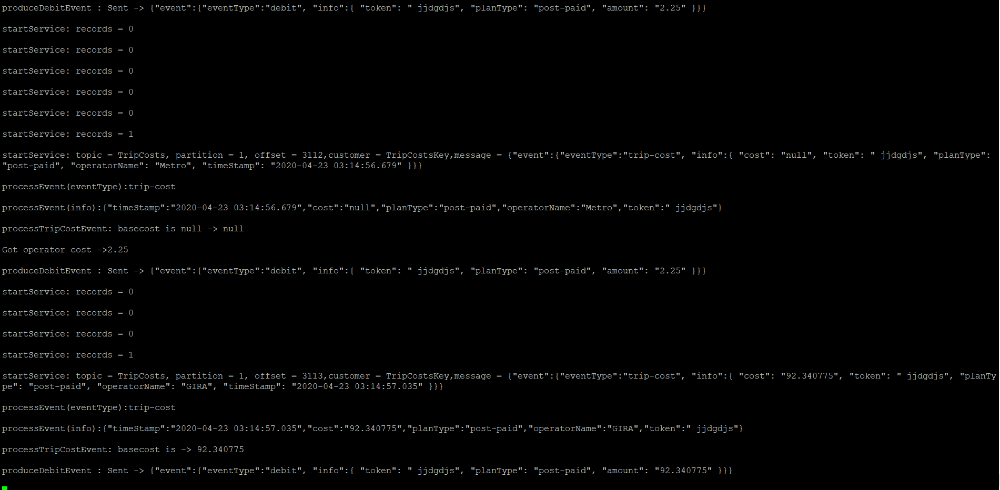 produceDebitEvent : Sent -> {"event":{"eventType":"debit", "info":{ "token": " jjdgdjs", "planType": "post-paid", "amount": "2.25" }}}
startService: records = 0
startService: records = 0
startService: records = 0
startService: records = 0
startService: records = 0
startService: records = 1
startService: topic = TripCosts, partition = 1, offset = 3112,customer = TripCostsKey,message = {"event":{"eventType":"trip-cost", "info":{ "cost": "null", "token": " jjdgdjs", "planType":
"post-paid", "operatorName": "Metro", "timeStamp": "2020-04-23 03:14:56.679" }}}
processEvent(eventType):trip-cost
processEvent(info):{"timeStamp":"2020-04-23 03:14:56.679","cost":"null","planType":"post-paid","operatorName":"Metro","token":" jjdgdjs"}
processTripCostEvent: basecost is null -> null
Got operator cost ->2.25
produceDebitEvent : Sent -> {"event":{"eventType":"debit", "info":{ "token": " jjdgdjs", "planType": "post-paid", "amount": "2.25" }}}
startService: records = 0
startService: records = 0
startService: records = 0
startService: records = 1
startService: topic = TripCosts, partition = 1, offset = 3113,customer = TripCostsKey,message = {"event":{"eventType":"trip-cost", "info":{ "cost": "92.340775", "token": " jjdgdjs", "planTy
pe": "post-paid", "operatorName": "GIRA", "timeStamp": "2020-04-23 03:14:57.035" }}}
processEvent(eventType):trip-cost
processEvent(info):{"timeStamp":"2020-04-23 03:14:57.035","cost":"92.340775","planType":"post-paid","operatorName":"GIRA","token":" jjdgdjs"}
processTripCostEvent: basecost is -> 92.340775
produceDebitEvent : Sent -> {"event":{"eventType":"debit", "info":{ "token": " jjdgdjs", "planType": "post-paid", "amount": "92.340775" }}}